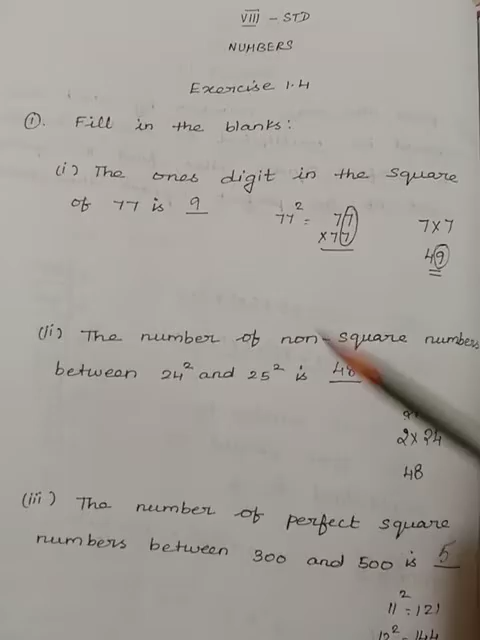 VIII - STD
NUMBERS
Exercise 1.4
①. Fill in the blanks:
(i) The ones digit in the square
of 77 is 9
77² = 77
×77
7×7
49
(ii) The number of non-square numbers
between 24² and 25² is 48
2×24
48
(iii) The number of perfect square
numbers between 300 and 500 is 5
11² = 121
12² = 144